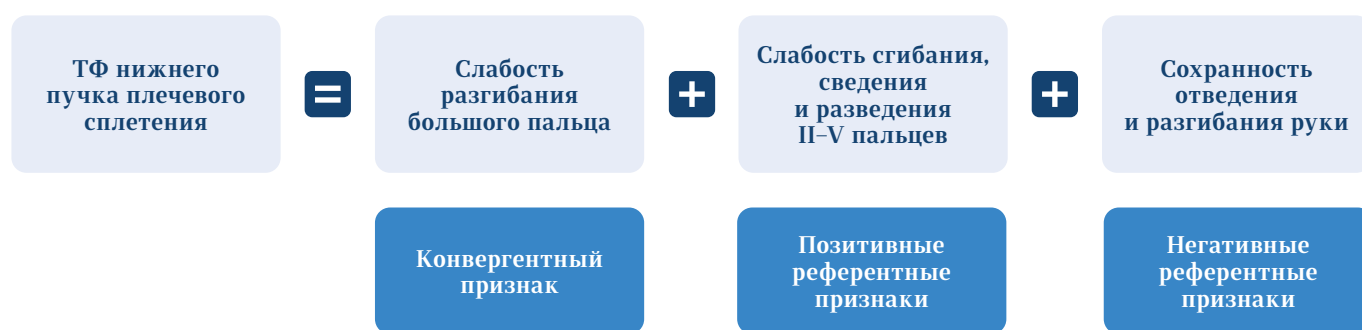 ТФ нижнего
пучка плечевого
сплетения
=
Слабость
разгибания
большого пальца
+
Слабость сгибания,
сведения
и разведения
II–V пальцев
+
Сохранность
отведения
и разгибания руки
Конвергентный
признак
Позитивные
референтные
признаки
Негативные
референтные
признаки